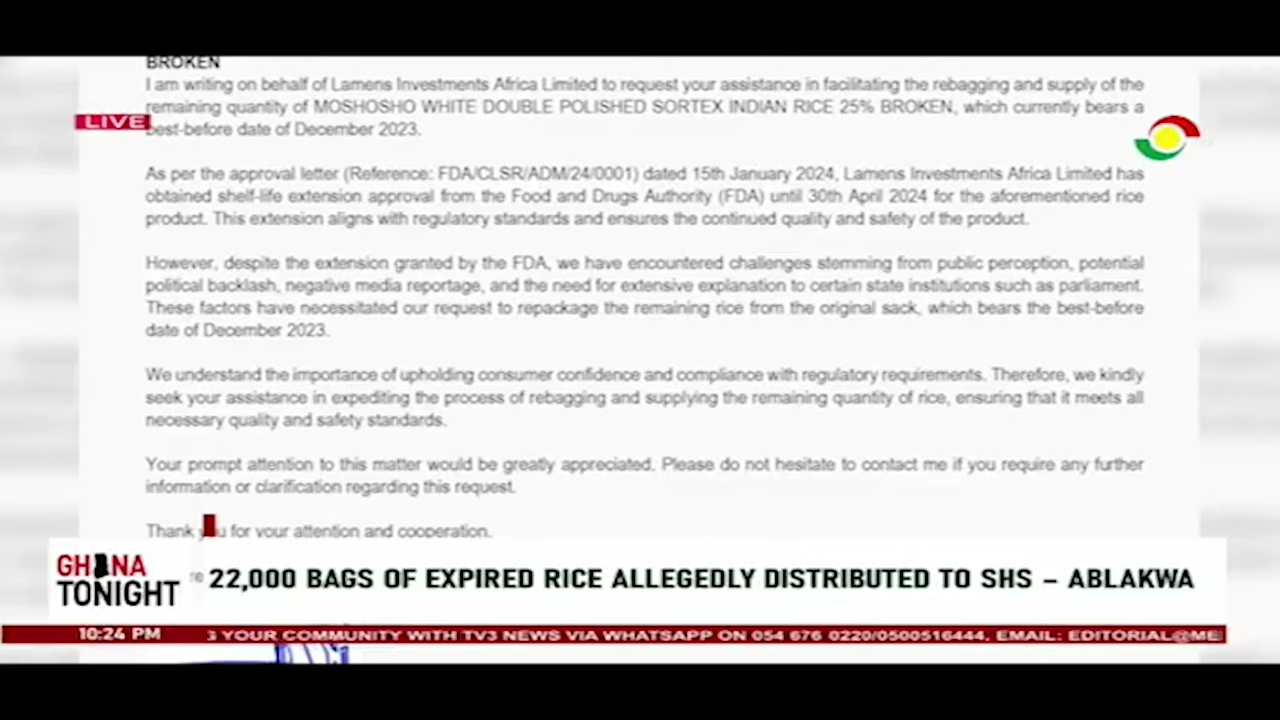 BROKEN
I am writing on behalf of Lamens Investments Africa Limited to request your assistance in facilitating the rebagging and supply of the
remaining quantity of MOSHOSHO WHITE DOUBLE POLISHED SORTEX INDIAN RICE 25% BROKEN, which currently bears a
LIVE
best-before date of December 2023.
As per the approval letter (Reference: FDA/CLSR/ADM/24/0001) dated 15th January 2024, Lamens Investments Africa Limited has
obtained shelf-life extension approval from the Food and Drugs Authority (FDA) until 30th April 2024 for the aforementioned rice
product. This extension aligns with regulatory standards and ensures the continued quality and safety of the product.
However, despite the extension granted by the FDA, we have encountered challenges stemming from public perception, potential
political backlash, negative media reportage, and the need for extensive explanation to certain state institutions such as parliament.
These factors have necessitated our request to repackage the remaining rice from the original sack, which bears the best-before
date of December 2023.
We understand the importance of upholding consumer confidence and compliance with regulatory requirements. Therefore, we kindly
seek your assistance in expediting the process of rebagging and supplying the remaining quantity of rice, ensuring that it meets all
necessary quality and safety standards.
Your prompt attention to this matter would be greatly appreciated. Please do not hesitate to contact me if you require any further
information or clarification regarding this request.
Thank you for your attention and cooperation.
GHANA
TONIGHT
22,000 BAGS OF EXPIRED RICE ALLEGEDLY DISTRIBUTED TO SHS – ABLAKWA
10:24 PM
YOUR COMMUNITY WITH TV3 NEWS VIA WHATSAPP ON 054 676 0220/0500516444, EMAIL: EDITORIAL@ME